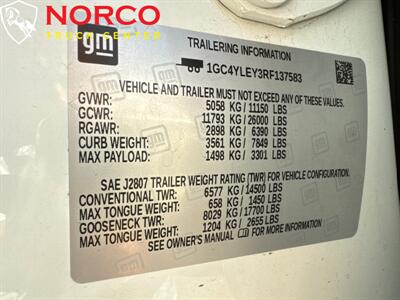 NORCO
TRUCK CENTER
gm
TRAILERING INFORMATION
1GC4YLEY3RF137583
VEHICLE AND TRAILER MUST NOT EXCEED ANY OF THESE LIMITS.
GVWR: 5058 KG / 11150 LBS
GCWR: 11793 KG / 26000 LBS
RGAWR: 2898 KG / 6390 LBS
CURB WEIGHT: 3561 KG / 7849 LBS
MAX PAYLOAD: 1498 KG / 3301 LBS
SAE J2807 TRAILER WEIGHT RATING (TWR) FOR VEHICLE CONFIGURATION.
CONVENTIONAL TWR: 6577 KG / 14500 LBS
MAX TONGUE WEIGHT: 658 KG / 1450 LBS
GOOSENECK TWR: 8029 KG / 17700 LBS
MAX TONGUE WEIGHT: 1204 KG / 2655 LBS
SEE OWNER'S MANUAL FOR MORE INFORMATION